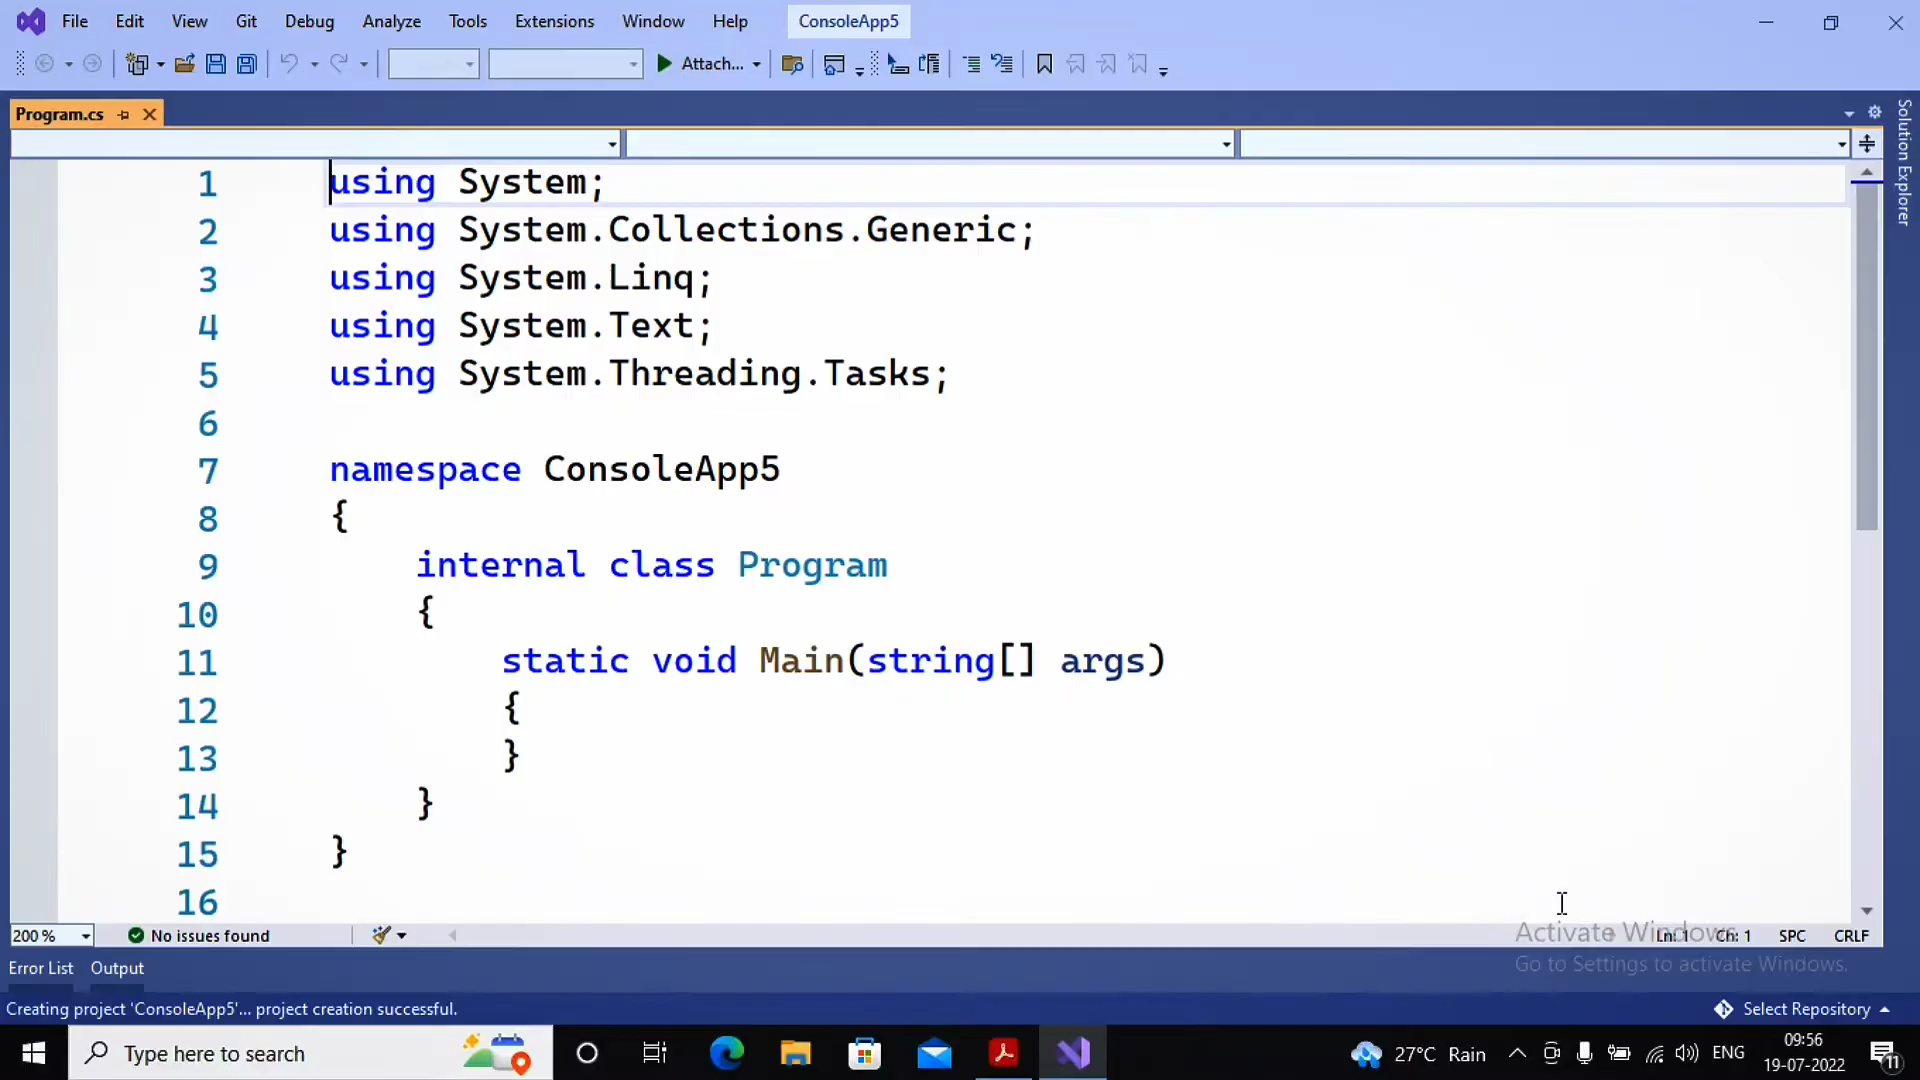 File Edit View Git Debug Analyze Tools Extensions Window Help ConsoleApp5
Attach...
Program.cs
Solution Explorer
1 using System;
2 using System.Collections.Generic;
3 using System.Linq;
4 using System.Text;
5 using System.Threading.Tasks;
6
7 namespace ConsoleApp5
8 {
9 internal class Program
10 {
11 static void Main(string[] args)
12 {
13 }
14 }
15 }
16
Activate Windows
Go to Settings to activate Windows.
200 % No issues found Ln: 1 Ch: 1 SPC CRLF
Error List Output
Creating project 'ConsoleApp5'... project creation successful. Select Repository
Type here to search 27°C Rain ENG 09:56
19-07-2022 11